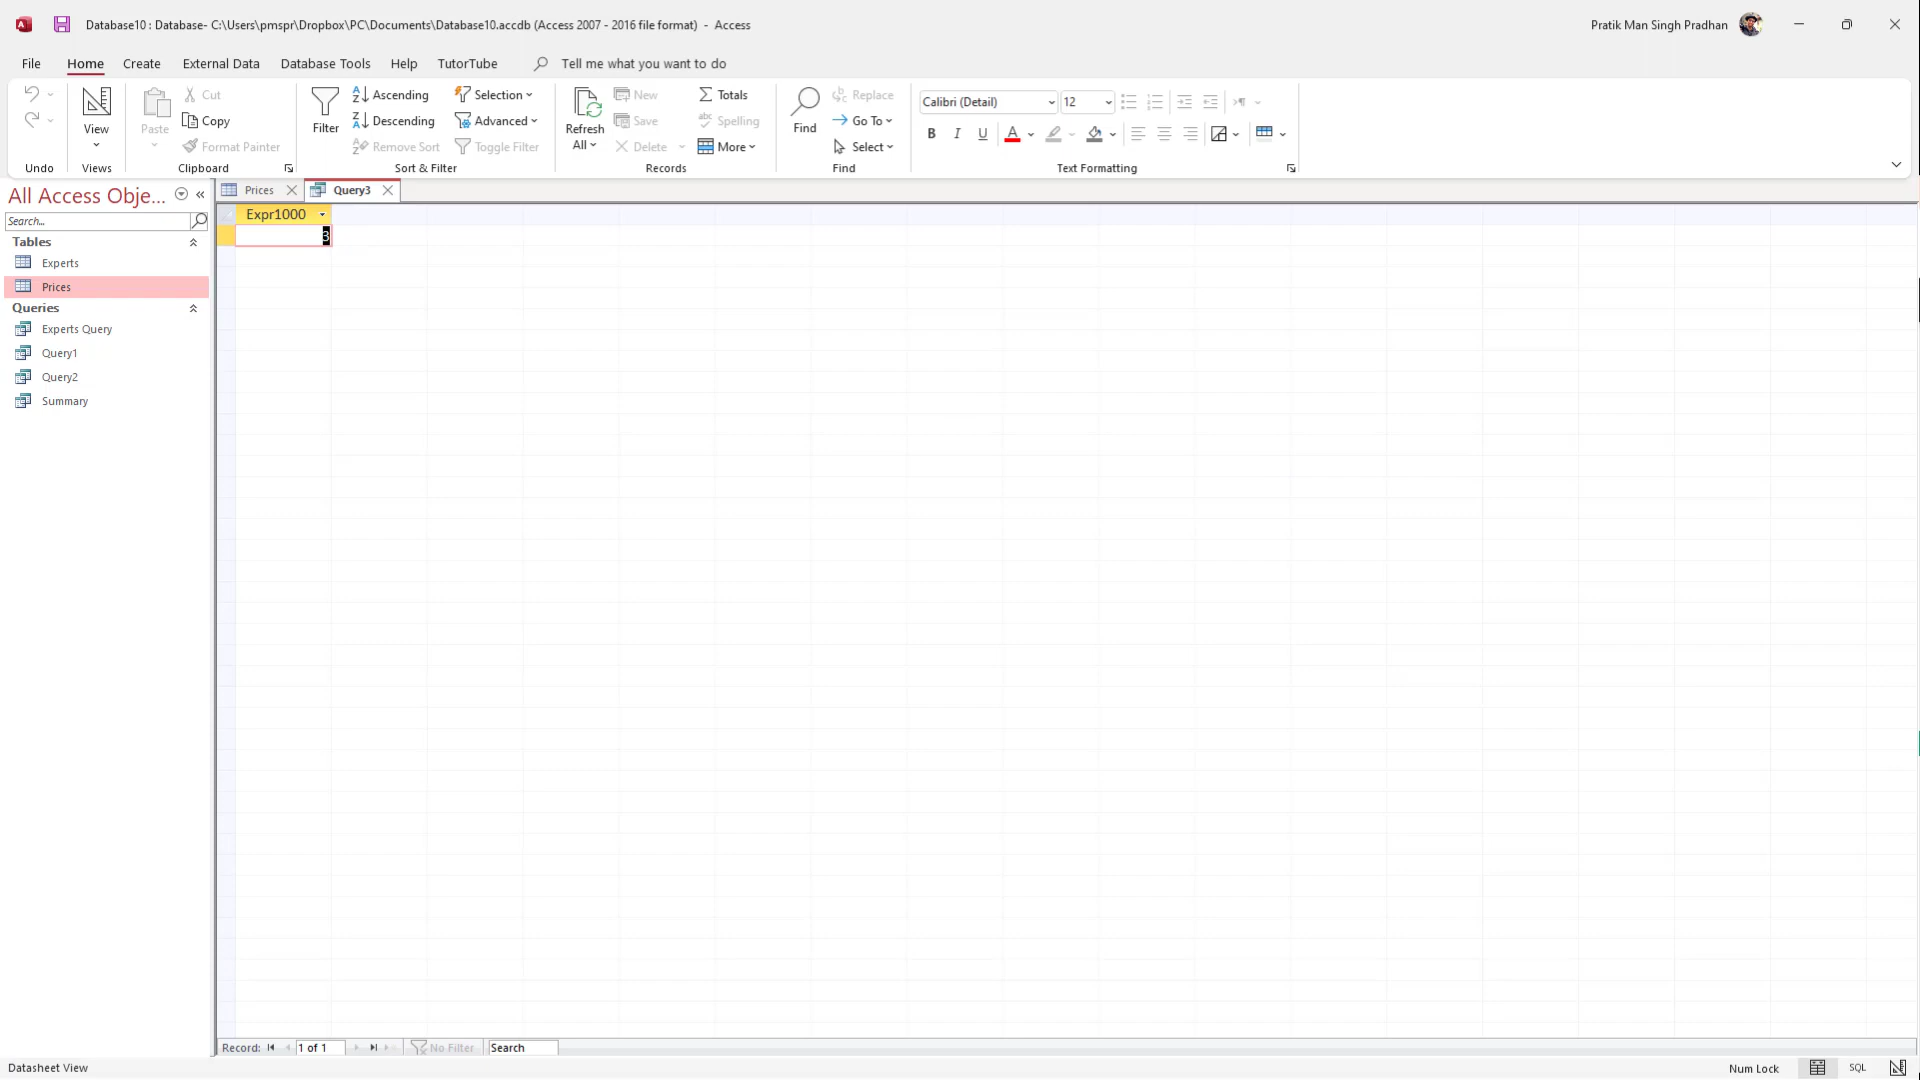 Database10 : Database- C:\Users\pmspr\Dropbox\PC\Documents\Database10.accdb (Access 2007 - 2016 file format) - Access
Pratik Man Singh Pradhan
File Home Create External Data Database Tools Help TutorTube Tell me what you want to do
Undo
View
Views
Paste
Cut
Copy
Format Painter
Clipboard
Filter
Ascending
Descending
Remove Sort
Selection
Advanced
Toggle Filter
Sort & Filter
Refresh
All
New
Save
Delete
Totals
Spelling
More
Records
Find
Replace
Go To
Select
Find
Calibri (Detail) 12
B I U A
Text Formatting
All Access Obje...
Search...
Tables
Experts
Prices
Queries
Experts Query
Query1
Query2
Summary
Prices Query3
Expr1000
3
Record: 1 of 1 No Filter Search
Datasheet View
Num Lock SQL